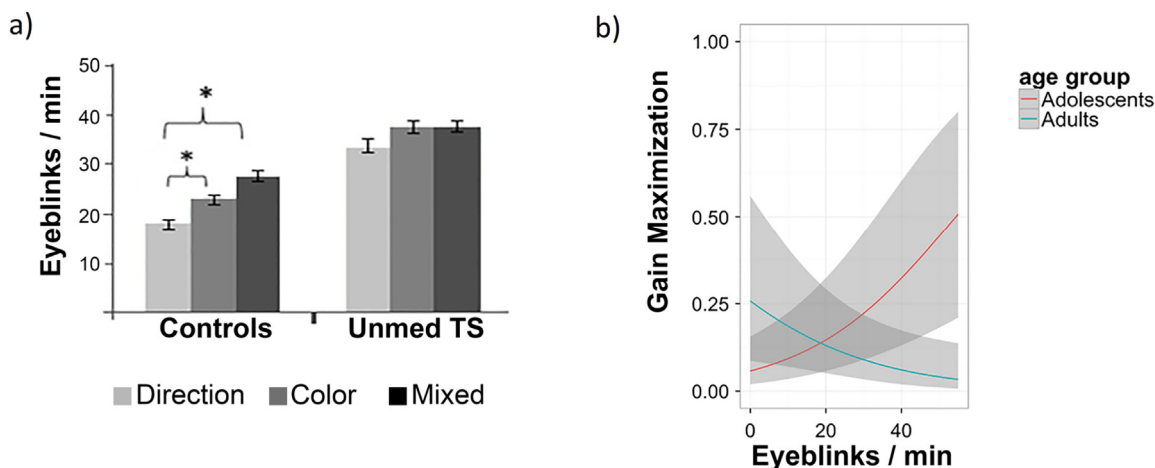 a)
Eyeblinks / min
50
40
30
20
10
*
*
Controls
Unmed TS
Direction
Color
Mixed
b)
Gain Maximization
1.00
0.75
0.50
0.25
0.00
0
20
40
Eyeblinks / min
age group
Adolescents
Adults